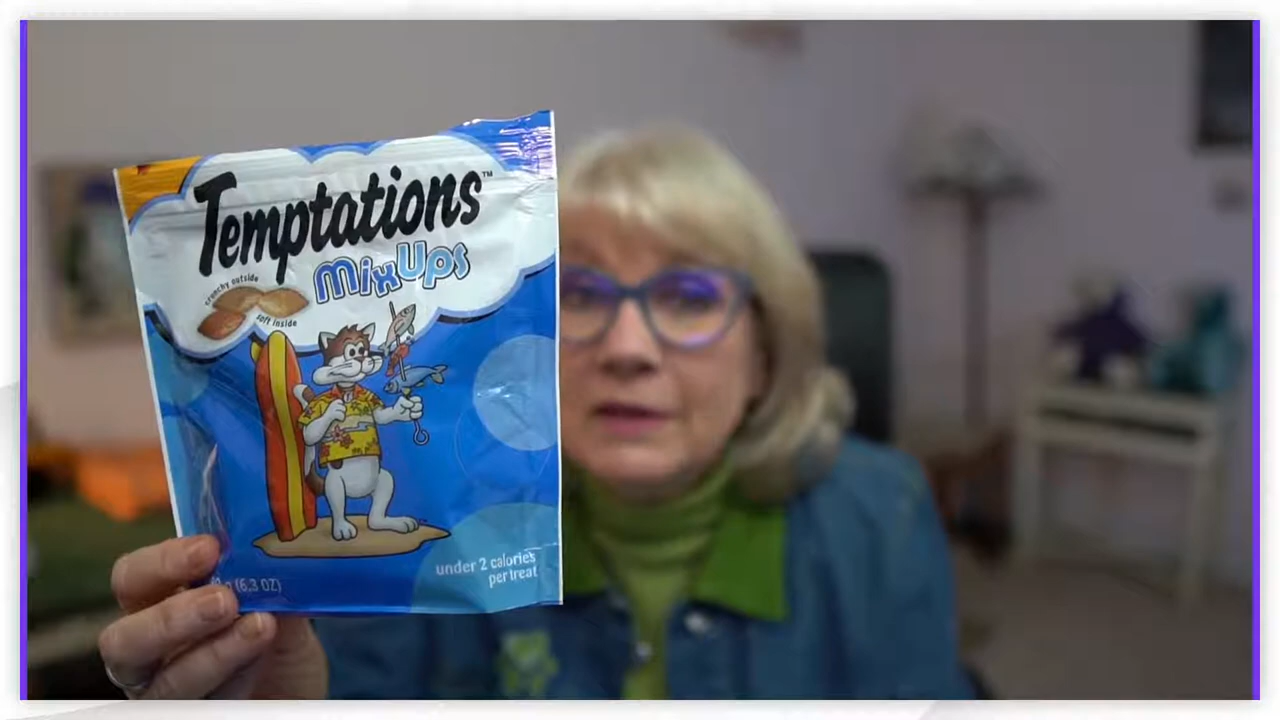 Temptations™
MixUps
crunchy outside
soft inside
under 2 calories
per treat
(6.3 OZ)